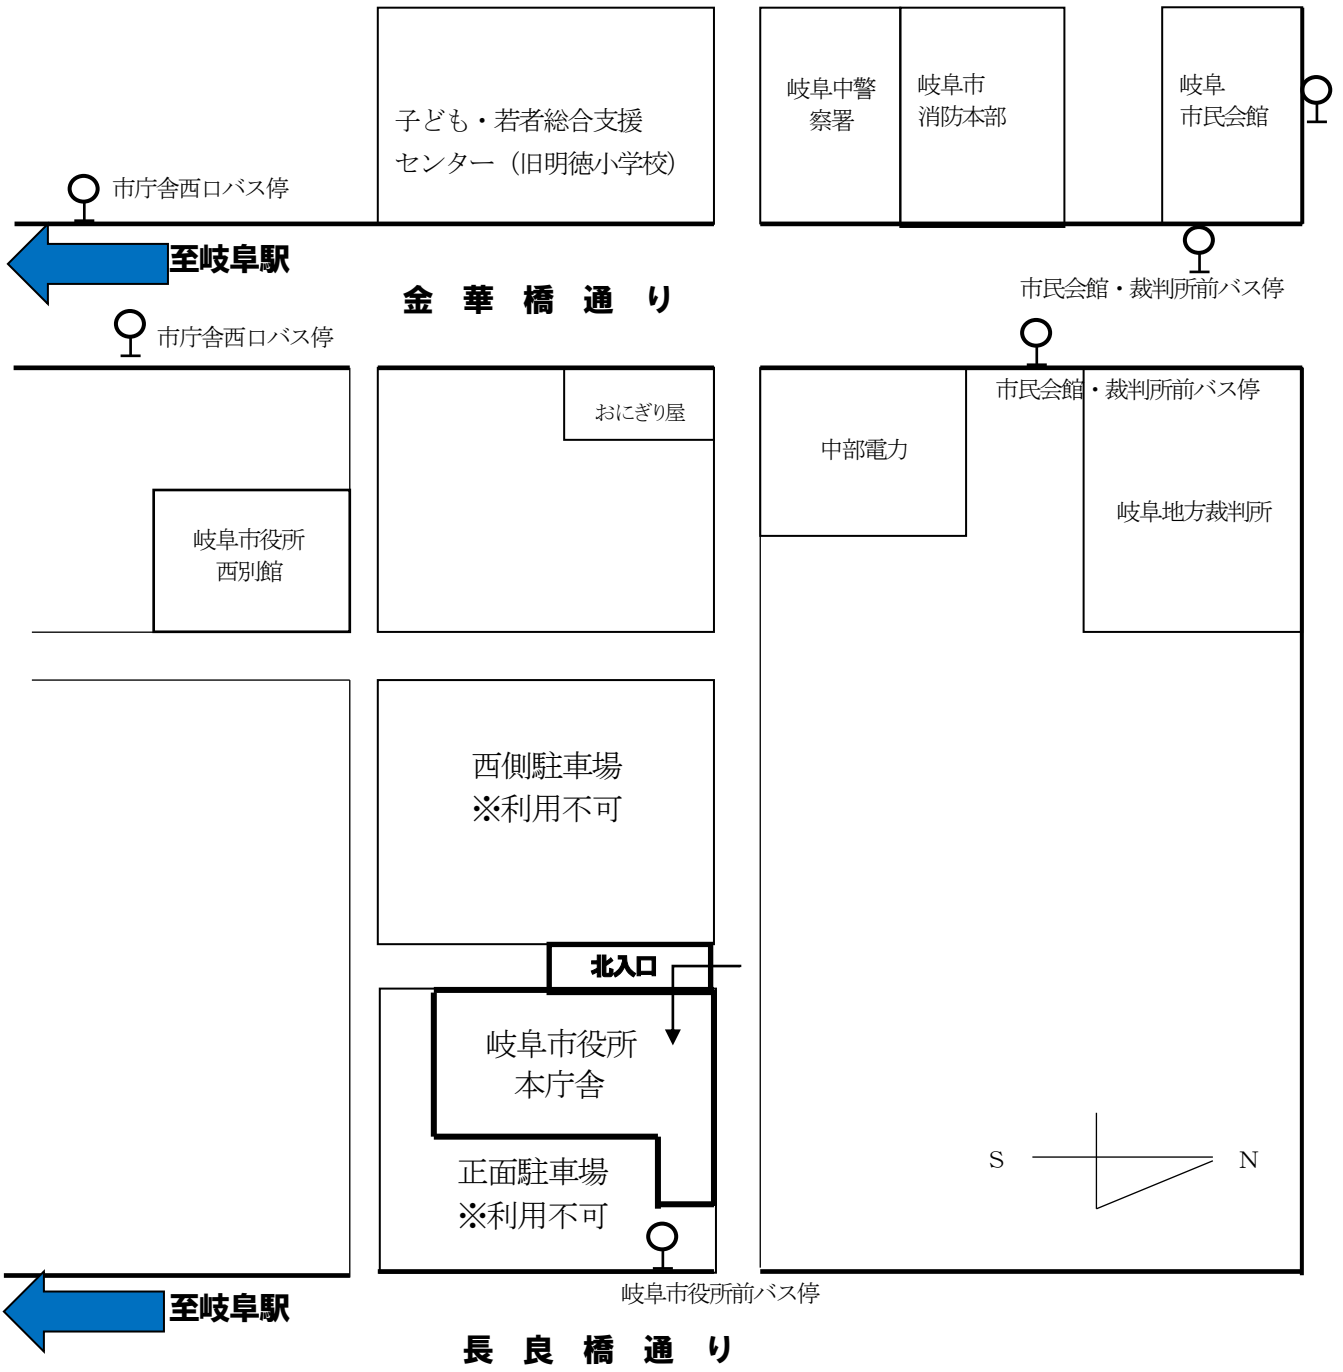 岐阜中警
察署
岐阜市
消防本部
岐阜
市民会館
子ども・若者総合支援
センター（旧明徳小学校）
市庁舎西口バス停
至岐阜駅
金華橋通り
市民会館・裁判所前バス停
市庁舎西口バス停
市民会館・裁判所前バス停
おにぎり屋
中部電力
岐阜地方裁判所
岐阜市役所
西別館
西側駐車場
※利用不可
北入口
岐阜市役所
本庁舎
正面駐車場
※利用不可
S
N
岐阜市役所前バス停
至岐阜駅
長良橋通り